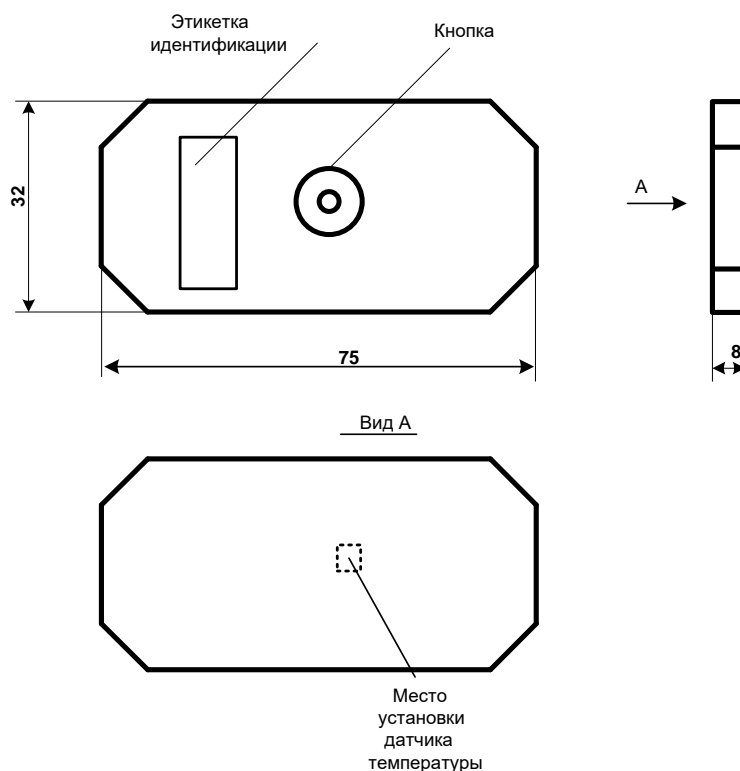 Этикетка
идентификации
Кнопка
32
А
75
8
Вид А
Место
установки
датчика
температуры